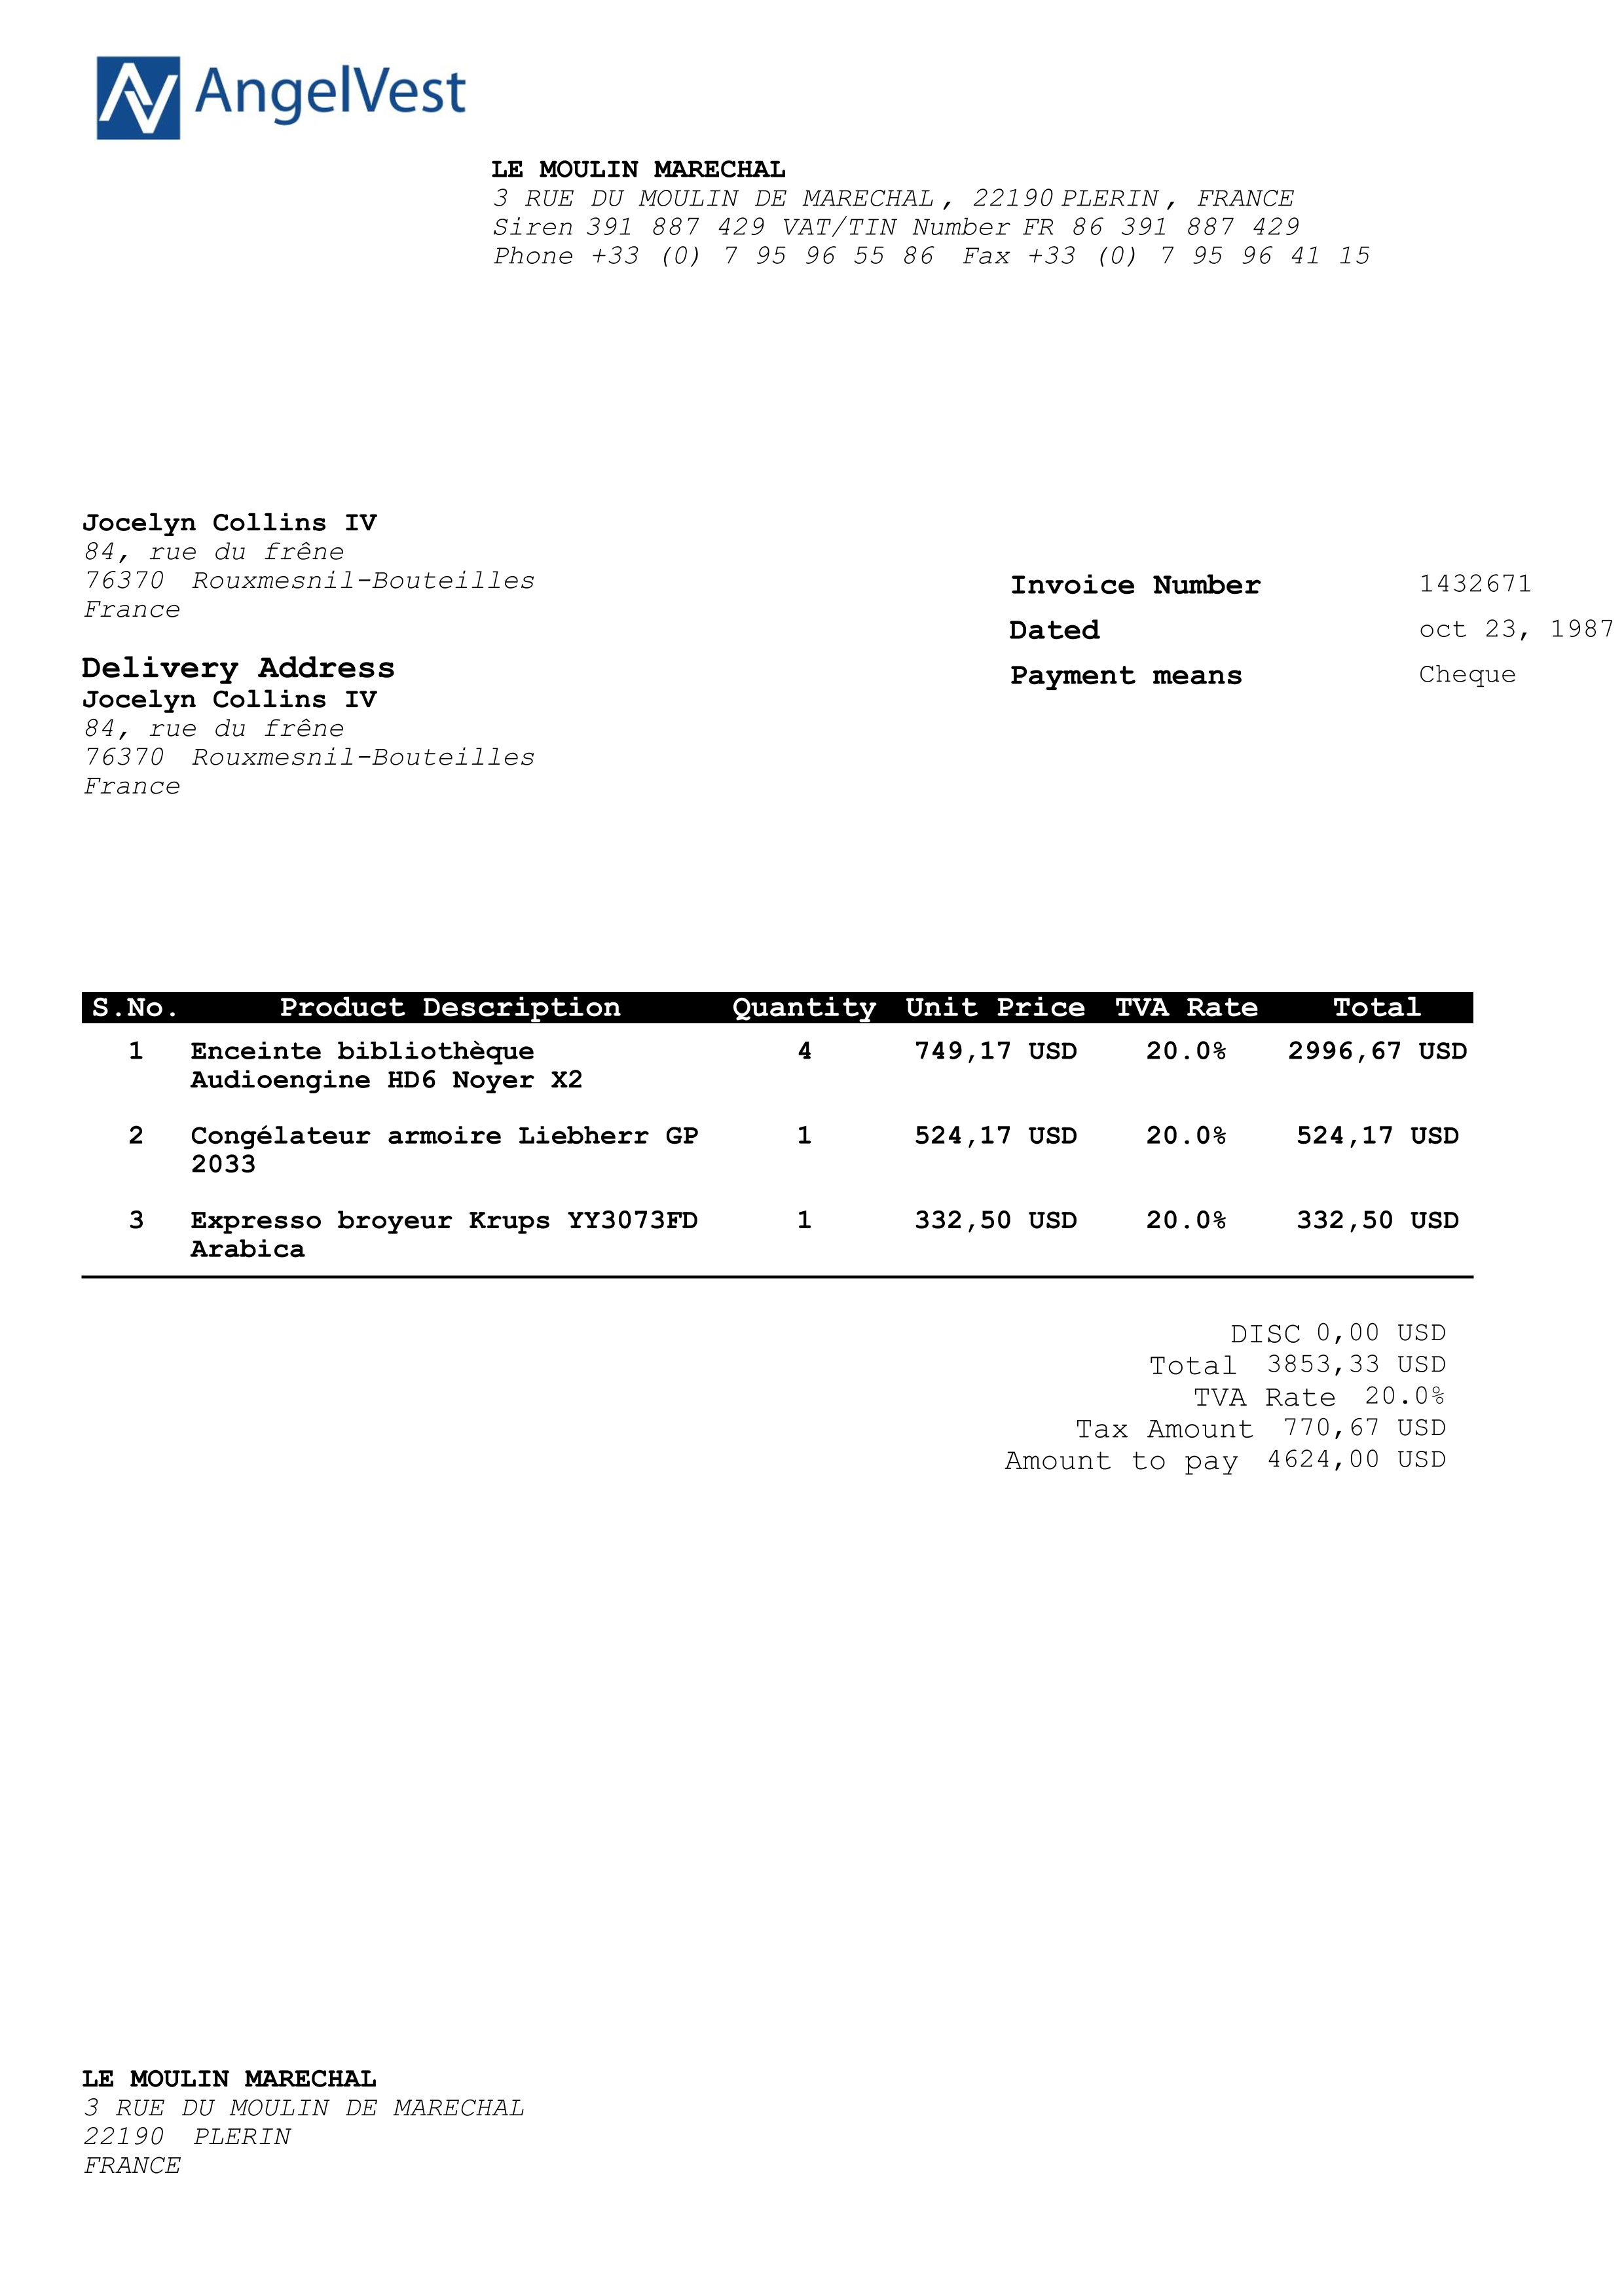 AngelVest
LE MOULIN MARECHAL
3 RUE DU MOULIN DE MARECHAL, 22190 PLERIN, FRANCE
Siren 391 887 429 VAT/TIN Number FR 86 391 887 429
Phone +33 (0) 7 95 96 55 86 Fax +33 (0) 7 95 96 41 15
Jocelyn Collins IV
84, rue du frêne
76370 Rouxmesnil-Bouteilles
France
Invoice Number 1432671
Dated oct 23, 1987
Payment means Cheque
Delivery Address
Jocelyn Collins IV
84, rue du frêne
76370 Rouxmesnil-Bouteilles
France
S.No. Product Description Quantity Unit Price TVA Rate Total
1 Enceinte bibliothèque 4 749,17 USD 20.0% 2996,67 USD
Audioengine HD6 Noyer X2
2 Congélateur armoire Liebherr GP 1 524,17 USD 20.0% 524,17 USD
2033
3 Expresso broyeur Krups YY3073FD 1 332,50 USD 20.0% 332,50 USD
Arabica
DISC 0,00 USD
Total 3853,33 USD
TVA Rate 20.0%
Tax Amount 770,67 USD
Amount to pay 4624,00 USD
LE MOULIN MARECHAL
3 RUE DU MOULIN DE MARECHAL
22190 PLERIN
FRANCE